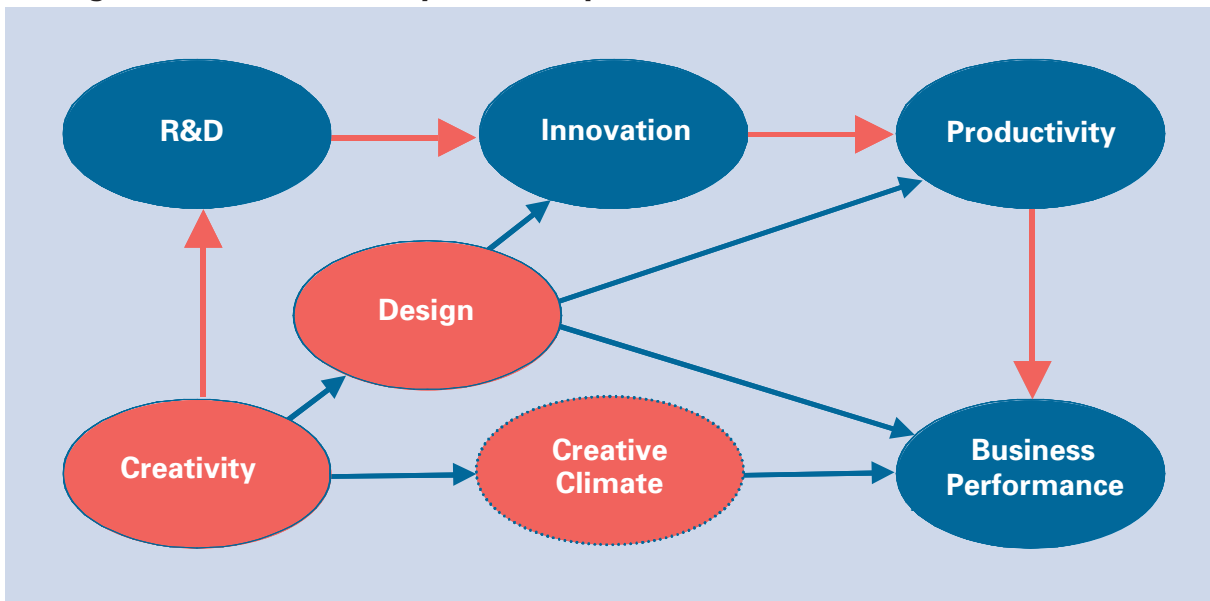 R&D
Innovation
Productivity
Design
Creativity
Creative
Climate
Business
Performance